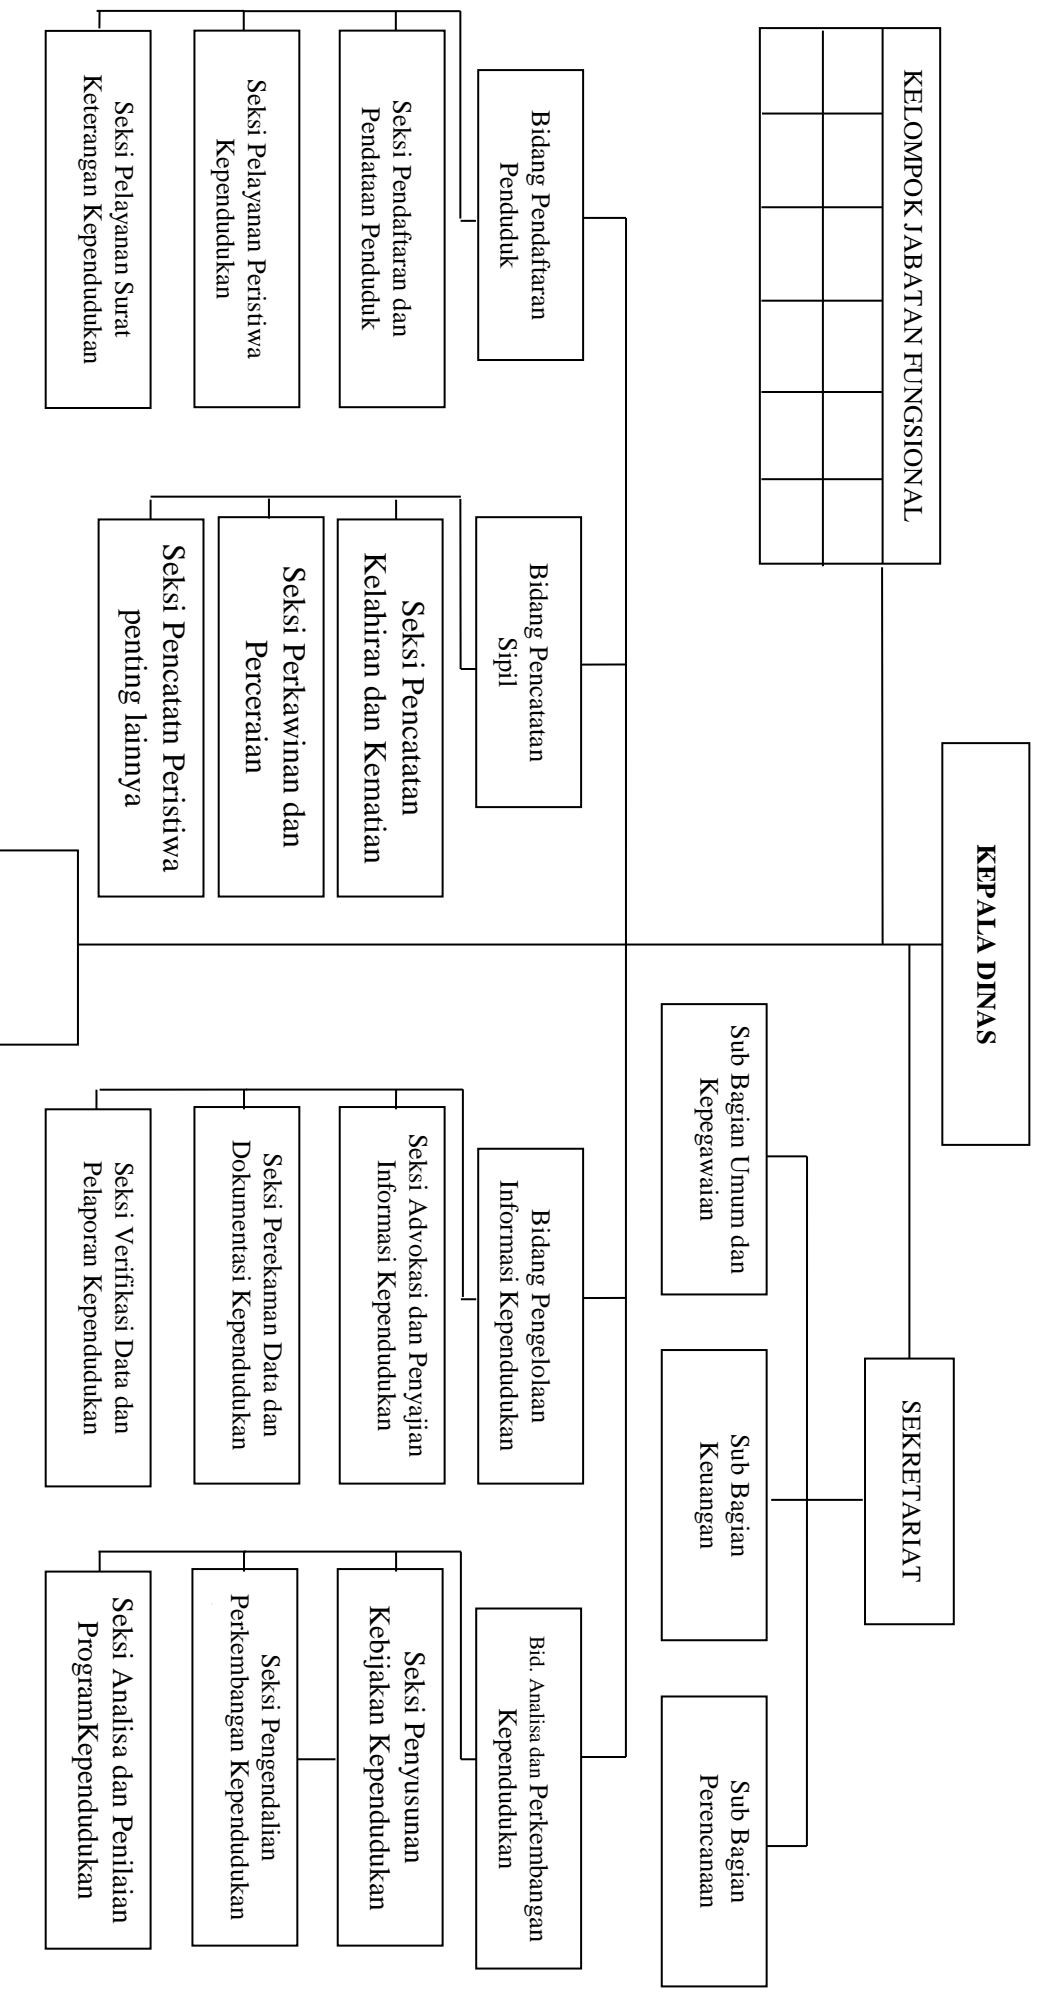 KEPALA DINAS
KELOMPOK JABATAN FUNGSIONAL
SEKRETARIAT
Sub Bagian Umum dan
Kepegawaian
Sub Bagian
Keuangan
Sub Bagian
Perencanaan
Bidang Pendaftaran
Penduduk
Bidang Pencatatan
Sipil
Bidang Pengelolaan
Informasi Kependudukan
Bid. Analisa dan Perkembangan
Kependudukan
Seksi Pendaftaran dan
Pendataan Penduduk
Seksi Pencatatan
Kelahiran dan Kematian
Seksi Advokasi dan Penyajian
Informasi Kependudukan
Seksi Penyusunan
Kebijakan Kependudukan
Seksi Pelayanan Peristiwa
Kependudukan
Seksi Perkawinan dan
Perceraian
Seksi Perekaman Data dan
Dokumentasi Kependudukan
Seksi Pengendalian
Perkembangan Kependudukan
Seksi Pelayanan Surat
Keterangan Kependudukan
Seksi Pencatatn Peristiwa
penting lainnya
Seksi Verifikasi Data dan
Pelaporan Kependudukan
Seksi Analisa dan Penilaian
ProgramKependudukan